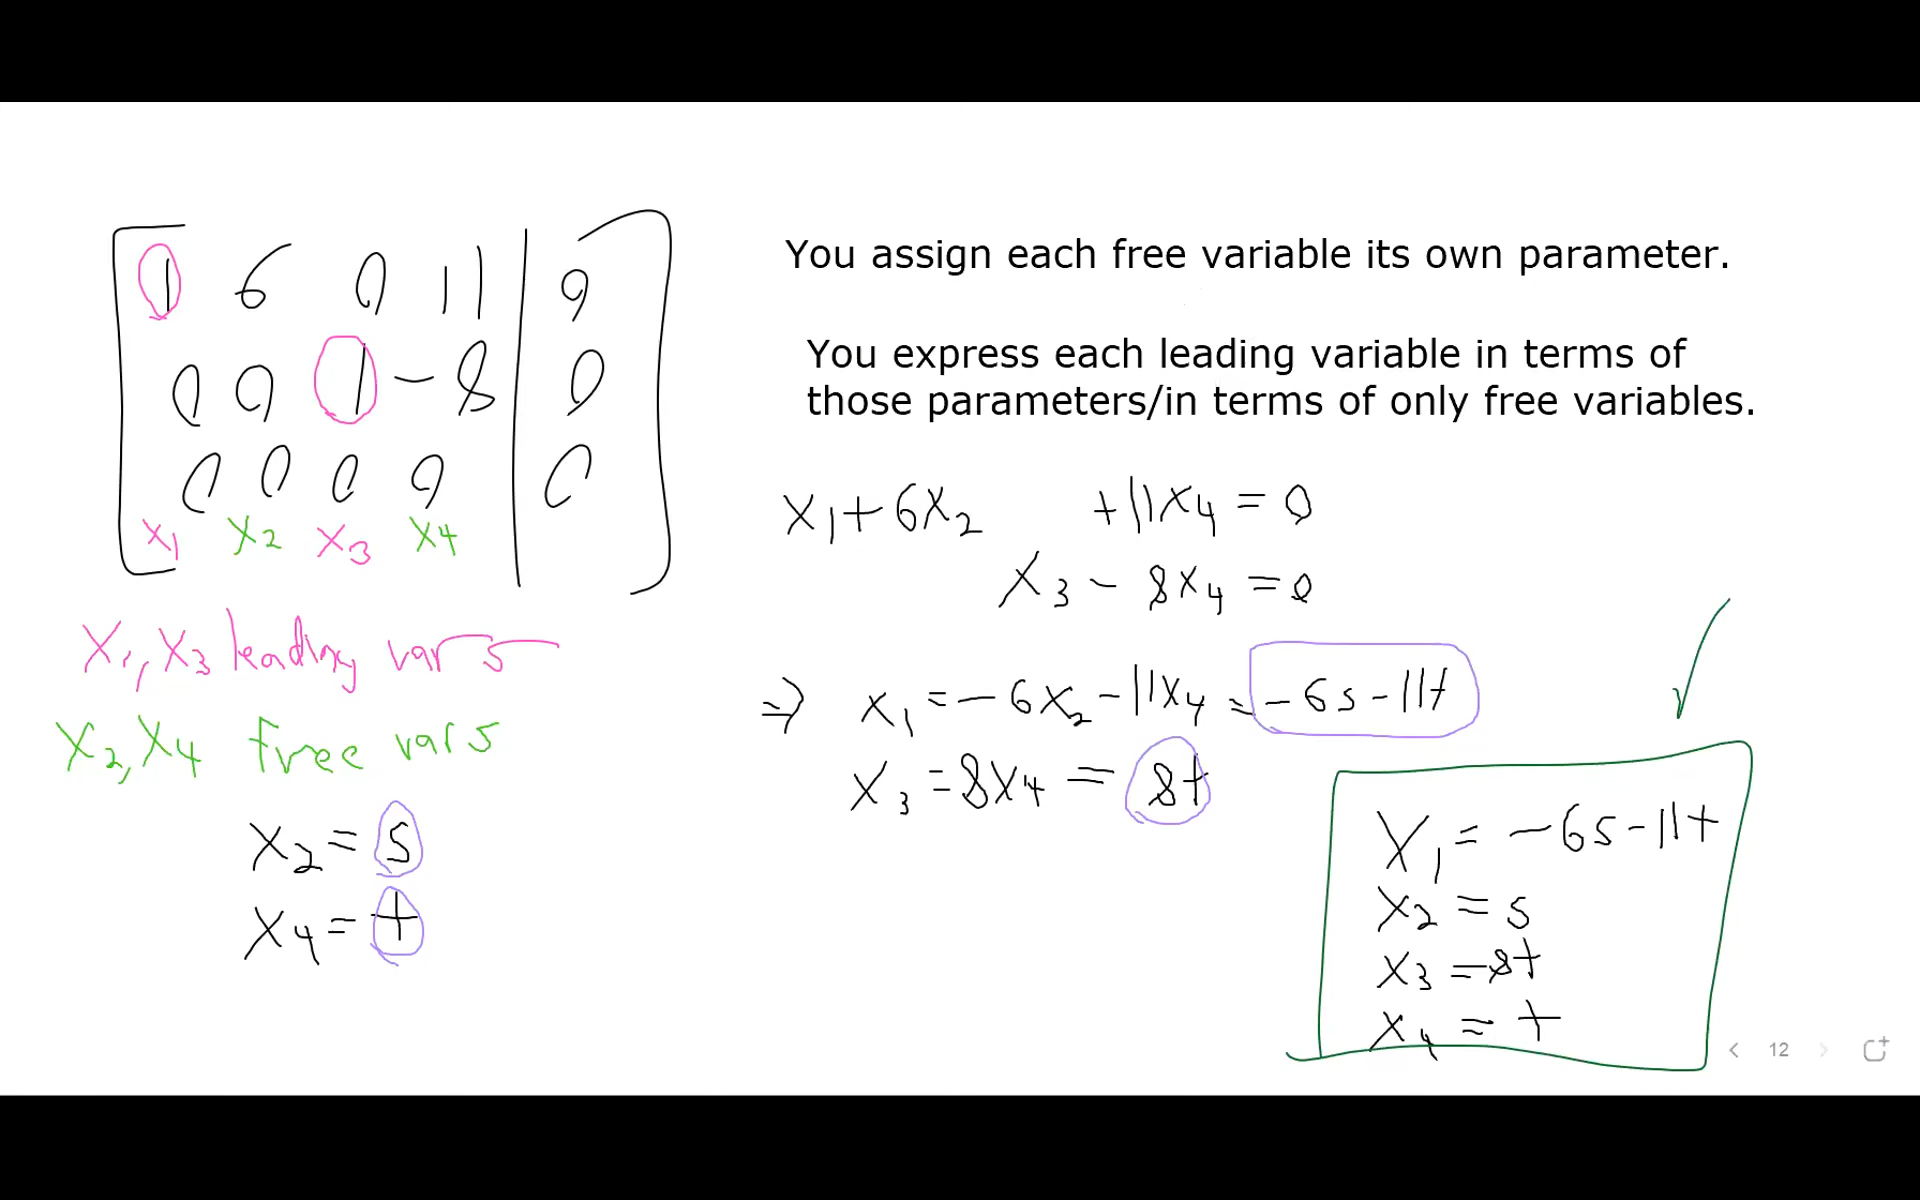 1 6 0 11 | 0
0 0 1 -8 | 0
0 0 0 0 | 0
x1 x2 x3 x4
x1, x3 leading vars
x2, x4 free vars
x2 = s
x4 = t
You assign each free variable its own parameter.
You express each leading variable in terms of
those parameters/in terms of only free variables.
x1 + 6x2 + 11x4 = 0
x3 - 8x4 = 0
⇒ x1 = -6x2 - 11x4 = -6s - 11t
x3 = 8x4 = 8t
x1 = -6s - 11t
x2 = s
x3 = 8t
x4 = t
12